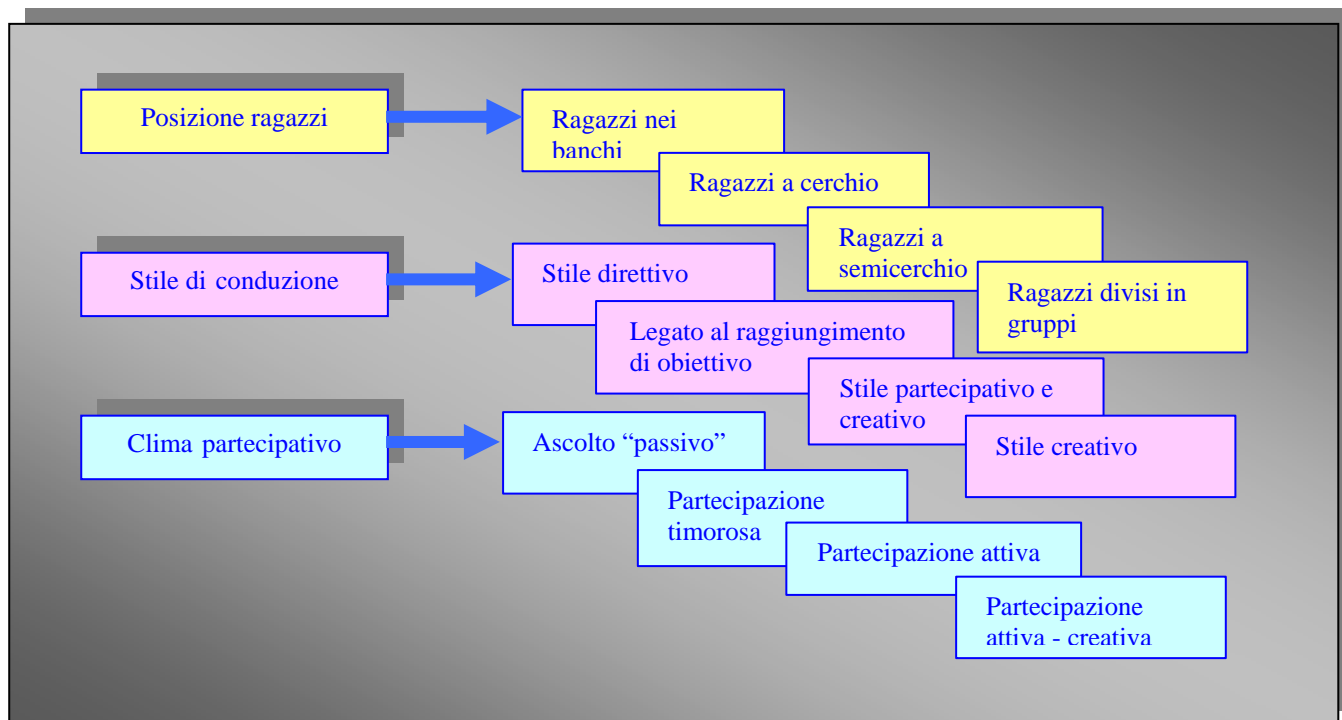 Posizione ragazzi
Ragazzi nei
banchi
Ragazzi a cerchio
Ragazzi a
semicerchio
Ragazzi divisi in
gruppi
Stile di conduzione
Stile direttivo
Legato al raggiungimento
di obiettivo
Stile partecipativo e
creativo
Stile creativo
Clima partecipativo
Ascolto “passivo”
Partecipazione
timorosa
Partecipazione attiva
Partecipazione
attiva - creativa